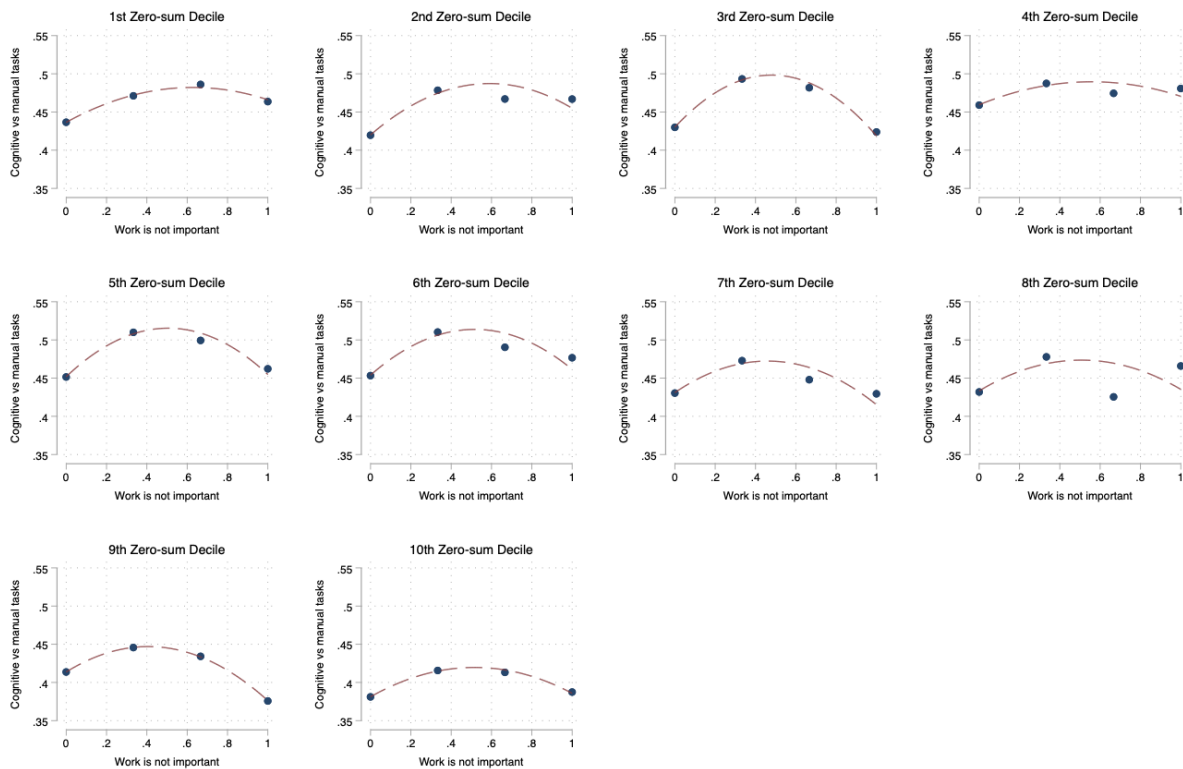 1st Zero-sum Decile
.55
.5
.45
.4
.35
Cognitive vs manual tasks
0 .2 .4 .6 .8 1
Work is not important
2nd Zero-sum Decile
.55
.5
.45
.4
.35
Cognitive vs manual tasks
0 .2 .4 .6 .8 1
Work is not important
3rd Zero-sum Decile
.55
.5
.45
.4
.35
Cognitive vs manual tasks
0 .2 .4 .6 .8 1
Work is not important
4th Zero-sum Decile
.55
.5
.45
.4
.35
Cognitive vs manual tasks
0 .2 .4 .6 .8 1
Work is not important
5th Zero-sum Decile
.55
.5
.45
.4
.35
Cognitive vs manual tasks
0 .2 .4 .6 .8 1
Work is not important
6th Zero-sum Decile
.55
.5
.45
.4
.35
Cognitive vs manual tasks
0 .2 .4 .6 .8 1
Work is not important
7th Zero-sum Decile
.55
.5
.45
.4
.35
Cognitive vs manual tasks
0 .2 .4 .6 .8 1
Work is not important
8th Zero-sum Decile
.55
.5
.45
.4
.35
Cognitive vs manual tasks
0 .2 .4 .6 .8 1
Work is not important
9th Zero-sum Decile
.55
.5
.45
.4
.35
Cognitive vs manual tasks
0 .2 .4 .6 .8 1
Work is not important
10th Zero-sum Decile
.55
.5
.45
.4
.35
Cognitive vs manual tasks
0 .2 .4 .6 .8 1
Work is not important